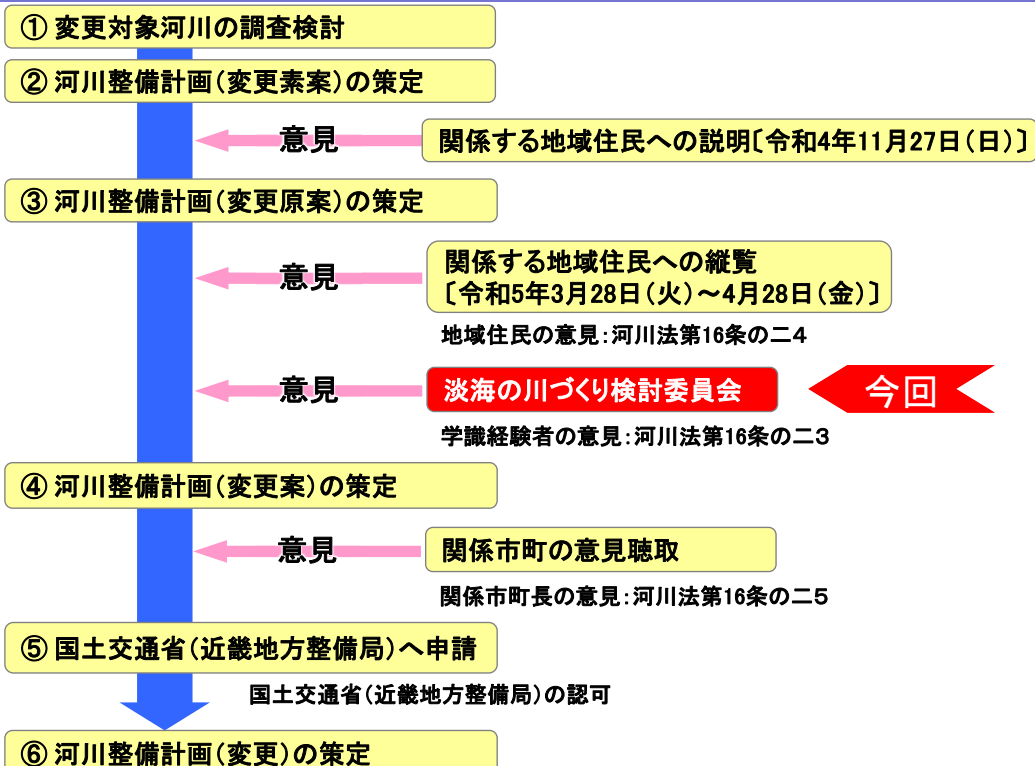 ① 変更対象河川の調査検討
② 河川整備計画(変更素案)の策定
意見
関係する地域住民への説明〔令和4年11月27日(日)〕
③ 河川整備計画(変更原案)の策定
意見
関係する地域住民への縦覧
〔令和5年3月28日(火)～4月28日(金)〕
地域住民の意見:河川法第16条の二4
意見
淡海の川づくり検討委員会
今回
学識経験者の意見:河川法第16条の二3
④ 河川整備計画(変更案)の策定
意見
関係市町の意見聴取
関係市町長の意見:河川法第16条の二5
⑤ 国土交通省(近畿地方整備局)へ申請
国土交通省(近畿地方整備局)の認可
⑥ 河川整備計画(変更)の策定